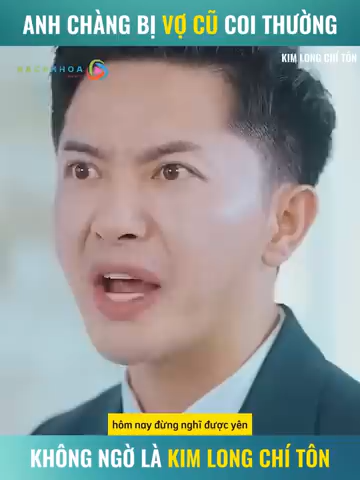 ANH CHÀNG BỊ VỢ CŨ COI THƯỜNG
KIM LONG CHÍ TÔN
hôm nay đừng nghĩ được yên
KHÔNG NGỜ LÀ KIM LONG CHÍ TÔN